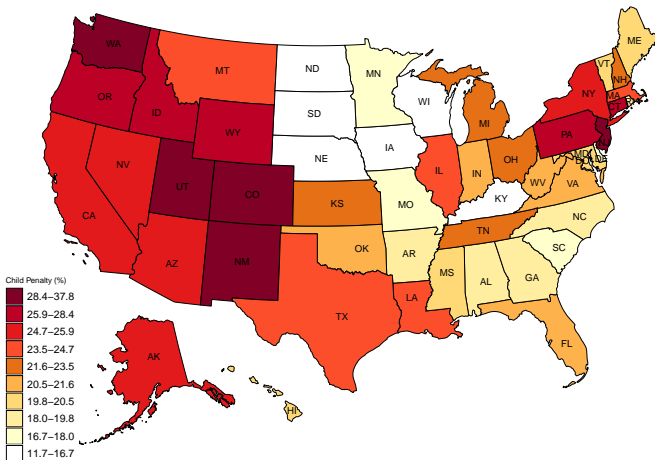 WA
ME
MT
ND
VT
MN
NH
OR
ID
SD
WI
NY
MA
WY
MI
CT
IA
PA
NE
NV
OH
IL
IN
UT
CO
MD
DE
DC
WV
KS
MO
VA
KY
CA
NC
TN
OK
AZ
NM
AR
SC
MS
AL
GA
TX
LA
FL
AK
HI
Child Penalty (%)
28.4–37.8
25.9–28.4
24.7–25.9
23.5–24.7
21.6–23.5
20.5–21.6
19.8–20.5
18.0–19.8
16.7–18.0
11.7–16.7